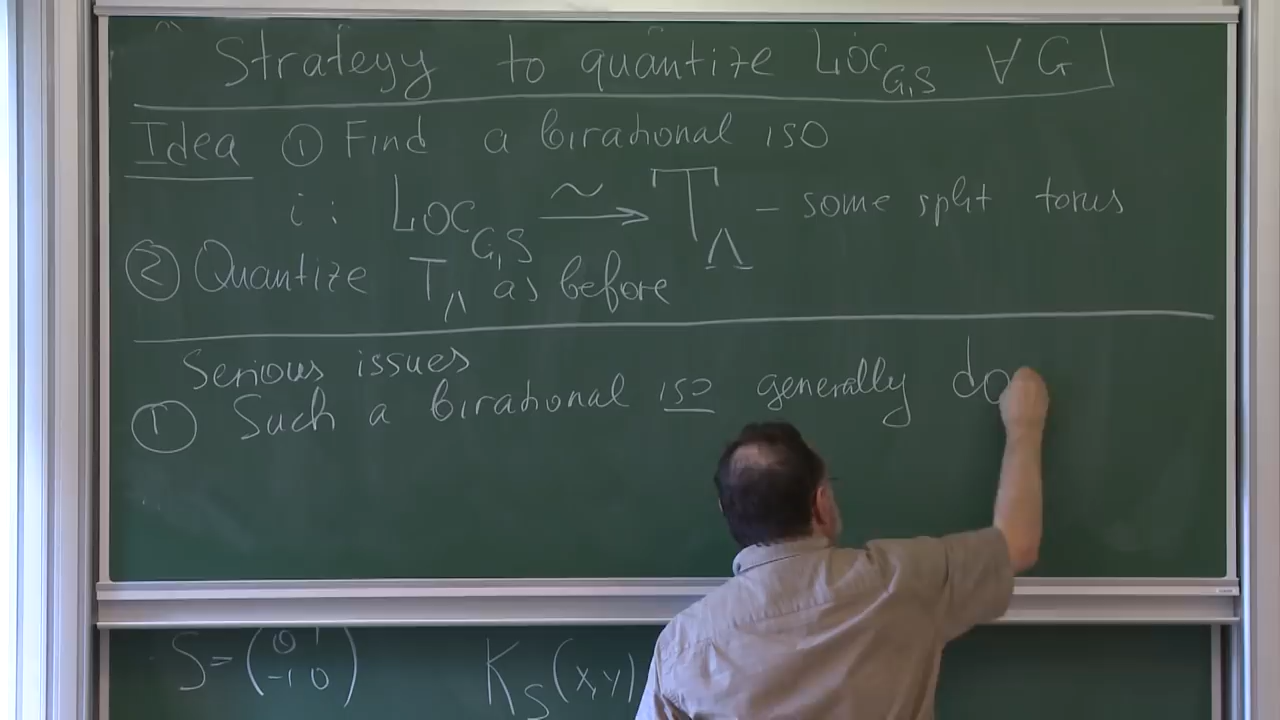 Strategy to quantize Loc_{G,S} ∀ G
Idea ① Find a birational iso
i : Loc_{G,S} →^∼ T_Λ – some split torus
② Quantize T_Λ as before
Serious issues
① Such a birational iso generally do
S = (0 1
-1 0)
K_S(x,y)